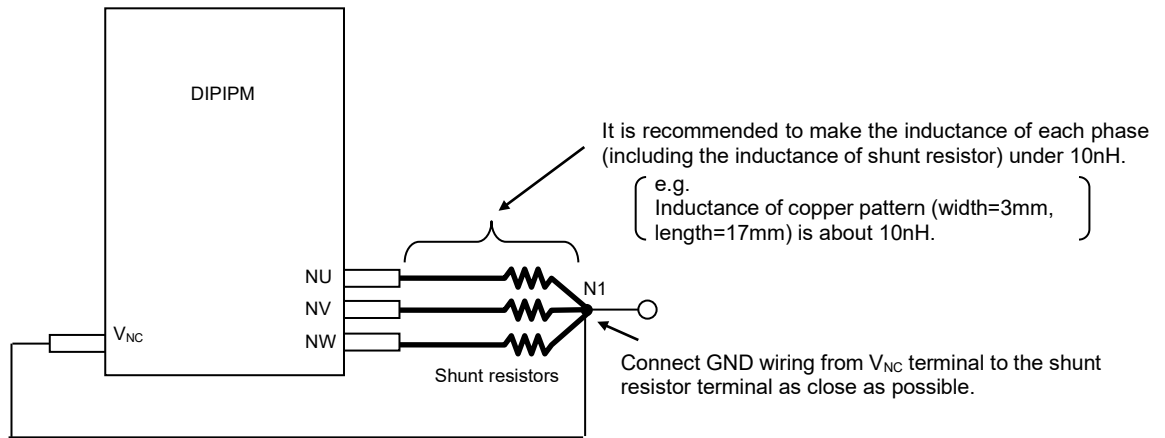 DIPIPM
It is recommended to make the inductance of each phase
(including the inductance of shunt resistor) under 10nH.
e.g.
Inductance of copper pattern (width=3mm,
length=17mm) is about 10nH.
NU
N1
NV
VNC
NW
Shunt resistors
Connect GND wiring from VNC terminal to the shunt
resistor terminal as close as possible.